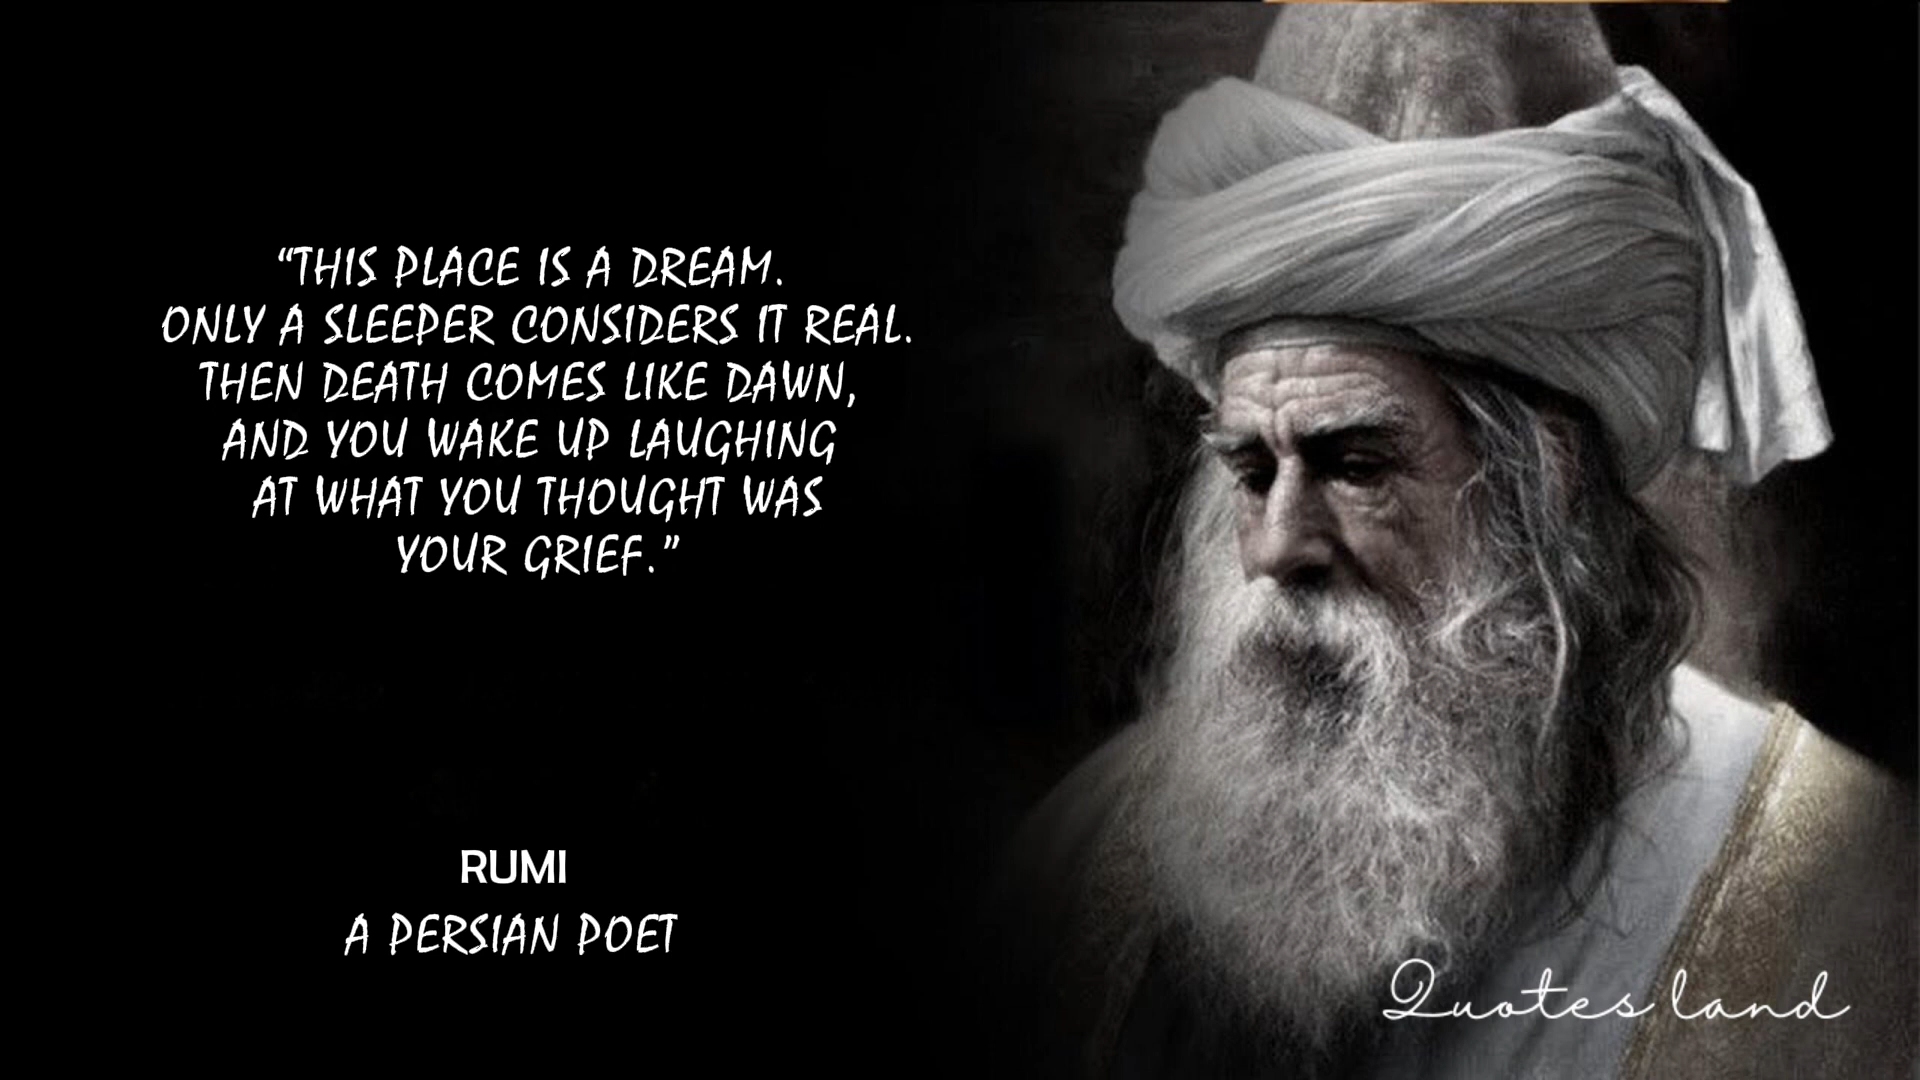 “THIS PLACE IS A DREAM.
ONLY A SLEEPER CONSIDERS IT REAL.
THEN DEATH COMES LIKE DAWN,
AND YOU WAKE UP LAUGHING
AT WHAT YOU THOUGHT WAS
YOUR GRIEF.”
RUMI
A PERSIAN POET
Quotes land